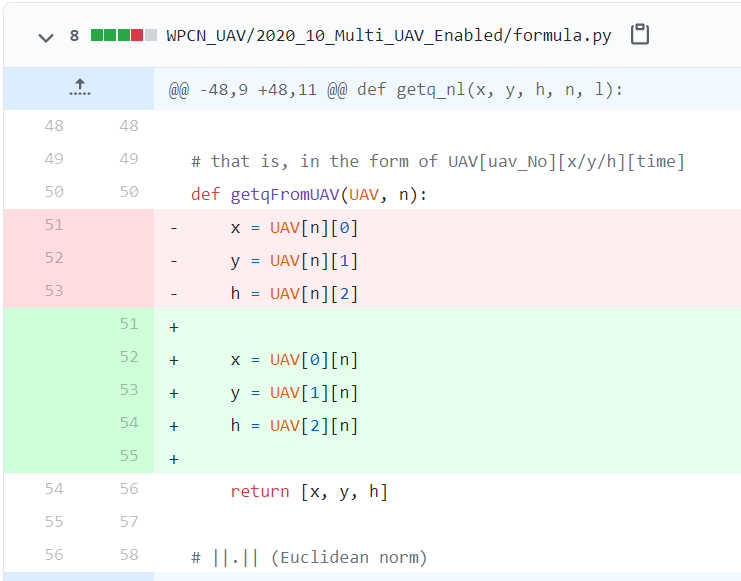 8 WPCN_UAV/2020_10_Multi_UAV_Enabled/formula.py
@@ -48,9 +48,11 @@ def getq_nl(x, y, h, n, l):
48 48
49 49 # that is, in the form of UAV[uav_No][x/y/h][time]
50 50 def getqFromUAV(UAV, n):
51 - x = UAV[n][0]
52 - y = UAV[n][1]
53 - h = UAV[n][2]
51 +
52 + x = UAV[0][n]
53 + y = UAV[1][n]
54 + h = UAV[2][n]
55 +
54 56 return [x, y, h]
55 57
56 58 # ||.|| (Euclidean norm)